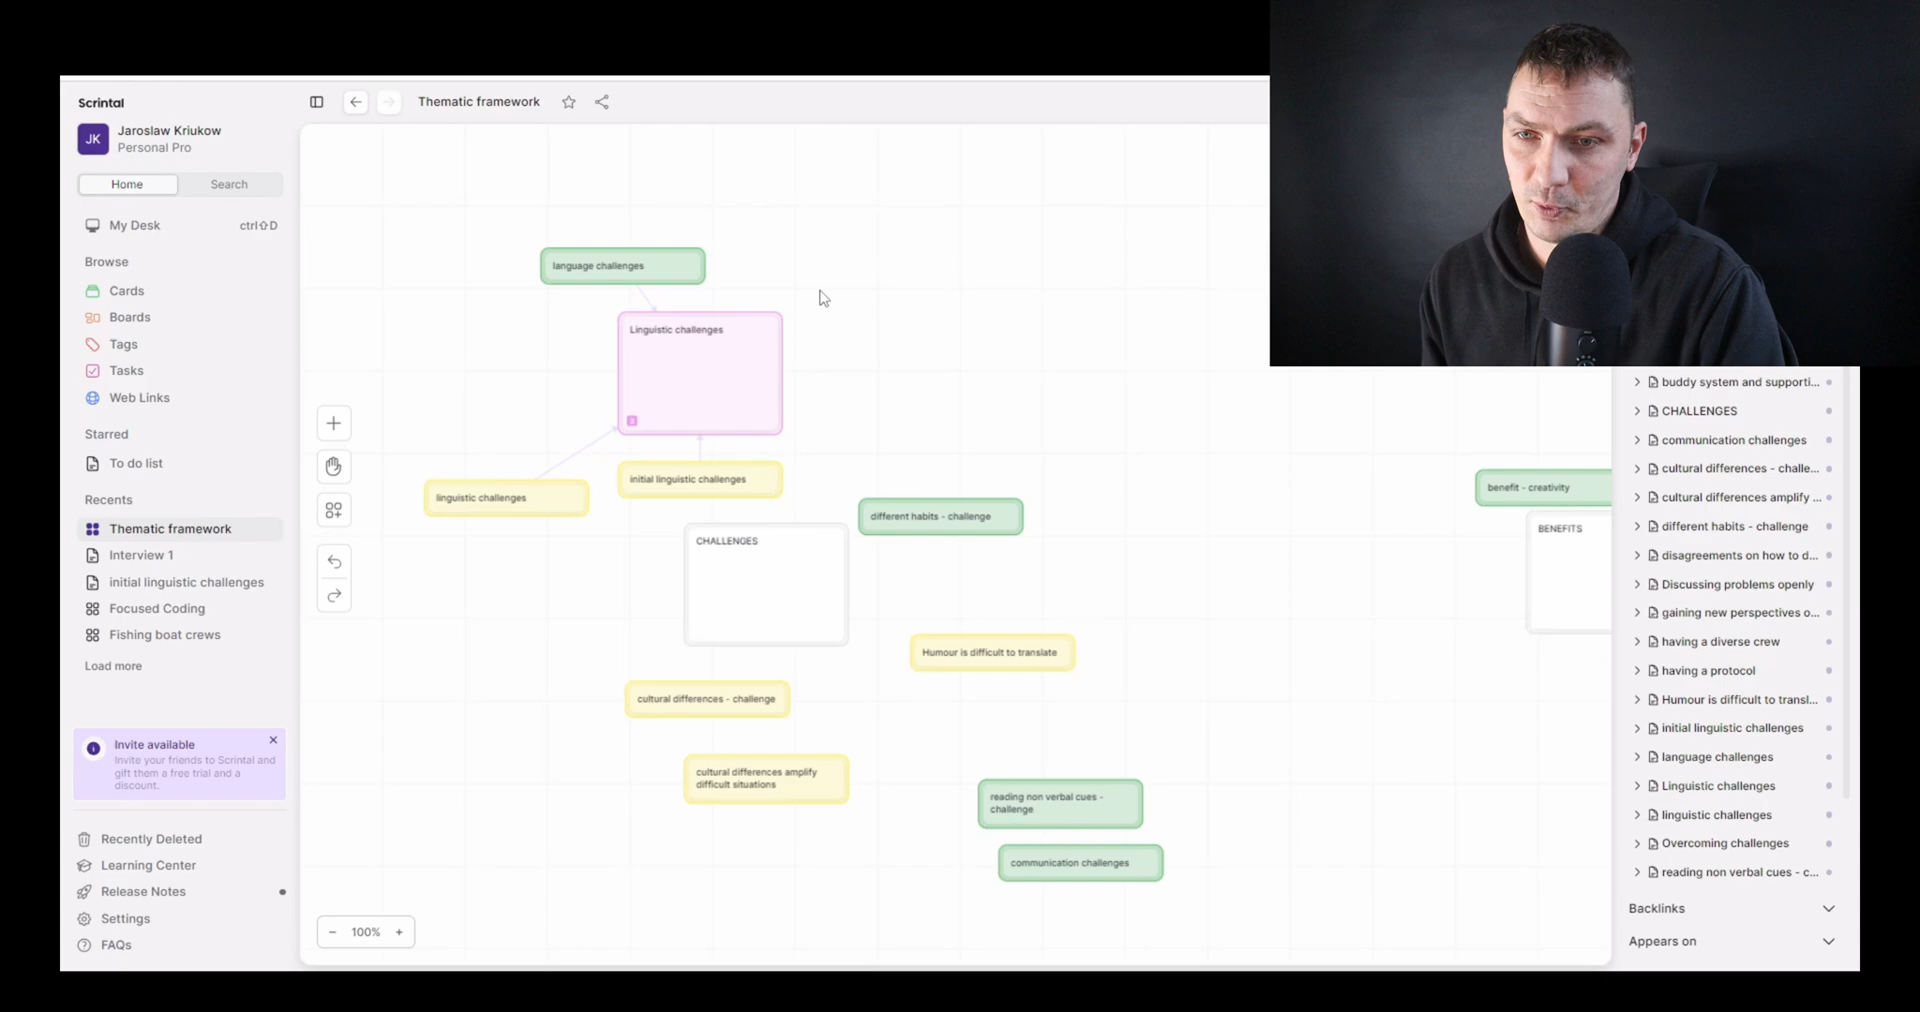 Scrintal
JK
Jaroslaw Kriukow
Personal Pro
Home
Search
My Desk
ctrl⇧D
Browse
Cards
Boards
Tags
Tasks
Web Links
Starred
To do list
Recents
Thematic framework
Interview 1
initial linguistic challenges
Focused Coding
Fishing boat crews
Load more
Invite available
Invite your friends to Scrintal and
gift them a free trial and a
discount.
Recently Deleted
Learning Center
Release Notes
Settings
FAQs
Thematic framework
language challenges
Linguistic challenges
3
linguistic challenges
initial linguistic challenges
different habits - challenge
CHALLENGES
Humour is difficult to translate
cultural differences - challenge
cultural differences amplify
difficult situations
reading non verbal cues -
challenge
communication challenges
benefit - creativity
BENEFITS
− 100% +
buddy system and supporti...
CHALLENGES
communication challenges
cultural differences - challe...
cultural differences amplify ...
different habits - challenge
disagreements on how to d...
Discussing problems openly
gaining new perspectives o...
having a diverse crew
having a protocol
Humour is difficult to transl...
initial linguistic challenges
language challenges
Linguistic challenges
linguistic challenges
Overcoming challenges
reading non verbal cues - c...
Backlinks
Appears on